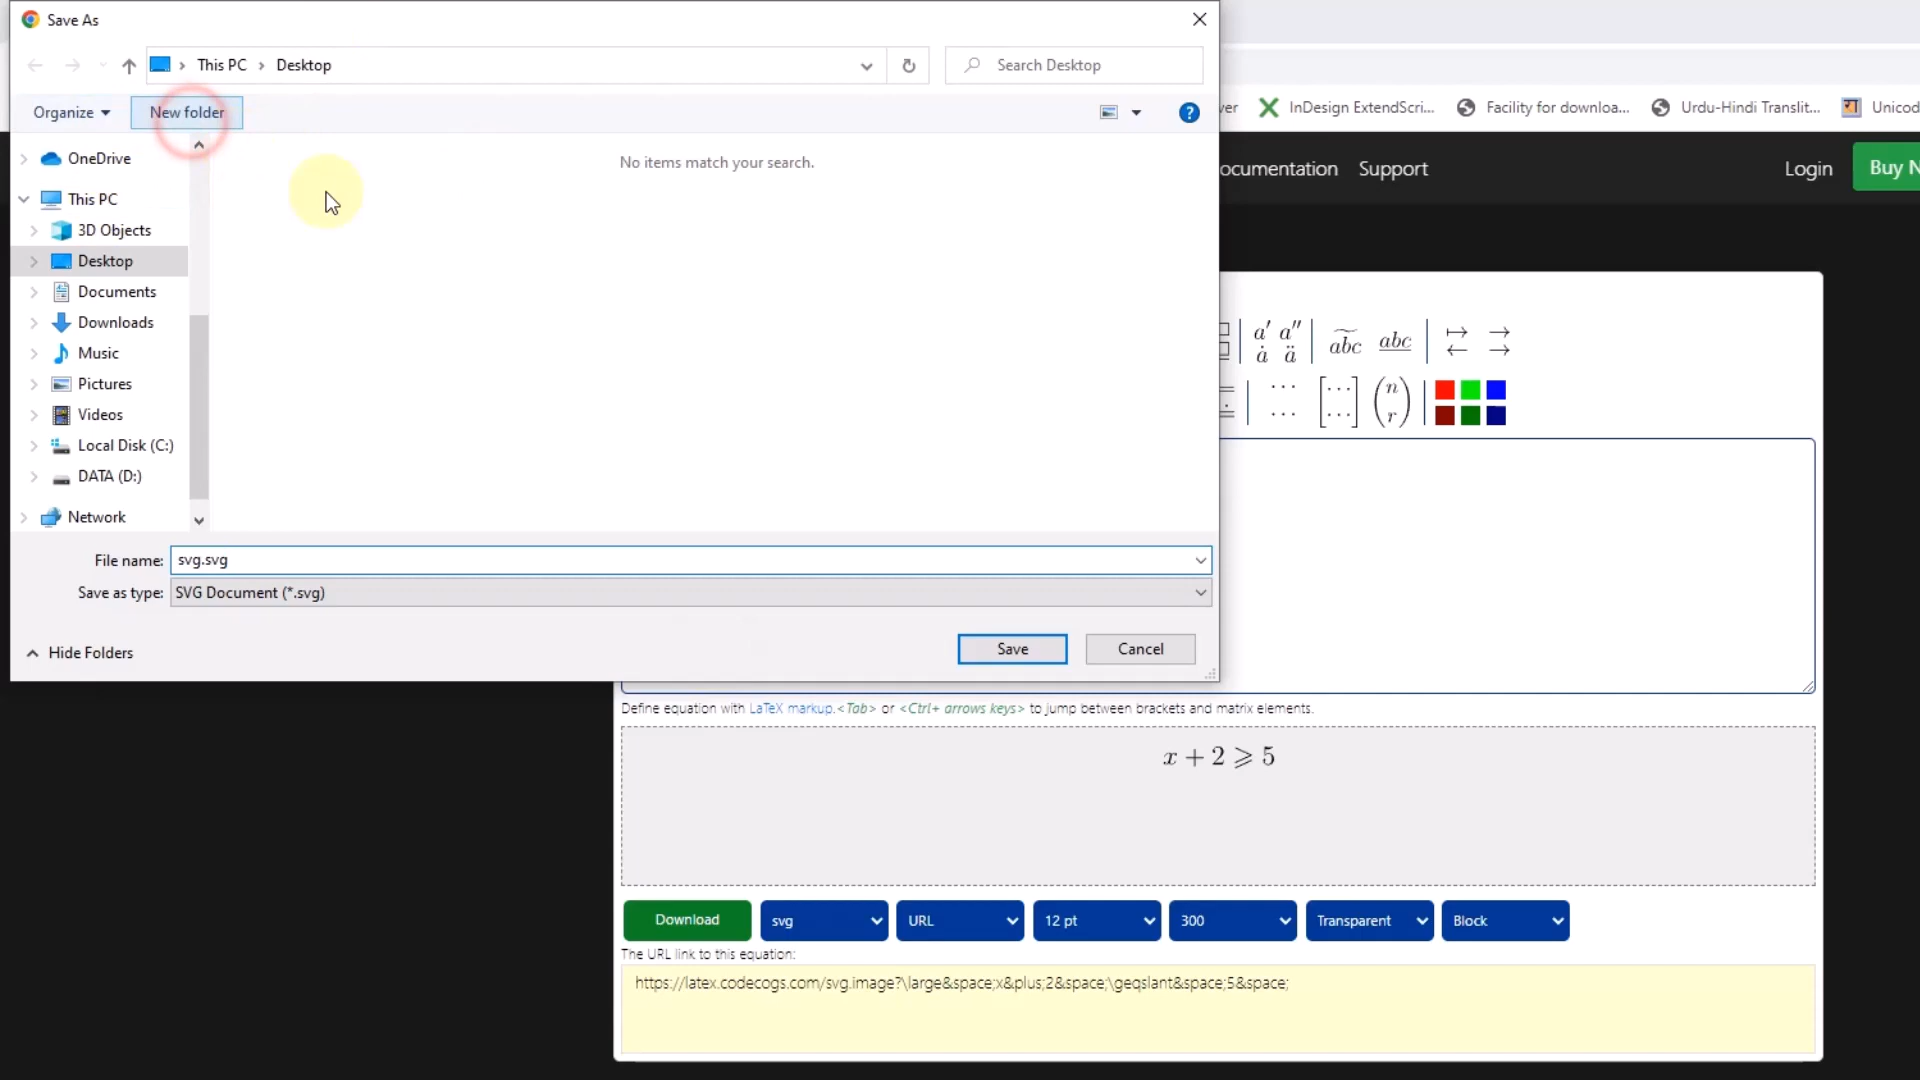 Save As
This PC > Desktop
Search Desktop
Organize
New folder
InDesign ExtendScri...
Facility for downloa...
Urdu-Hindi Translit...
OneDrive
This PC
3D Objects
Desktop
Documents
Downloads
Music
Pictures
Videos
Local Disk (C:)
DATA (D:)
Network
No items match your search.
File name: svg.svg
Save as type: SVG Document (*.svg)
Hide Folders
Save
Cancel
Support
Login
Buy
a′ a″
ȧ ä
abc abc
n
r
Define equation with LaTeX markup.<Tab> or <Ctrl+ arrows keys> to jump between brackets and matrix elements.
x + 2 ⩾ 5
Download
svg
URL
12 pt
300
Transparent
Block
The URL link to this equation:
https://latex.codecogs.com/svg.image?\large&space;x&plus;2&space;\geqslant&space;5&space;